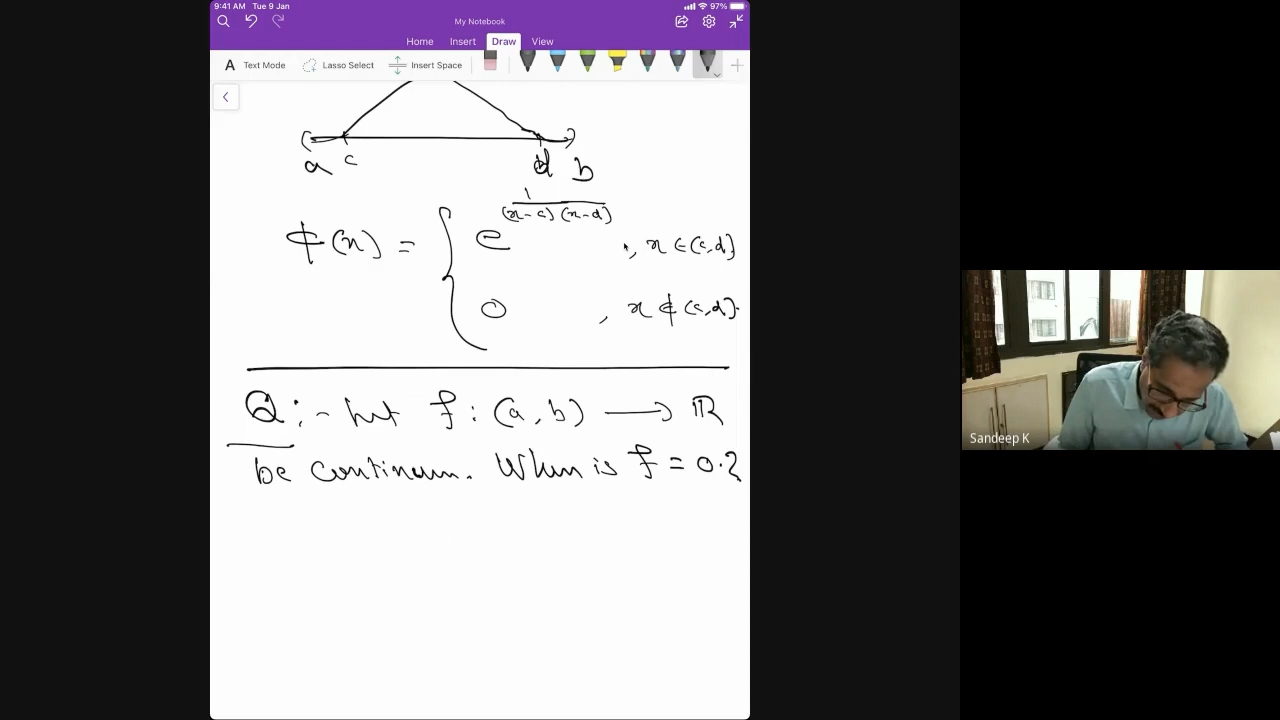 9:41 AM Tue 9 Jan
97%
My Notebook
Home Insert Draw View
A Text Mode Lasso Select Insert Space
a c d b
ϕ(x) = { e^{1/((x-c)(x-d))} , x ∈ (c,d)
0 , x ∉ (c,d).
Q:- Let f : (a, b) ⟶ ℝ
be continuous. When is f = 0.?
Sandeep K